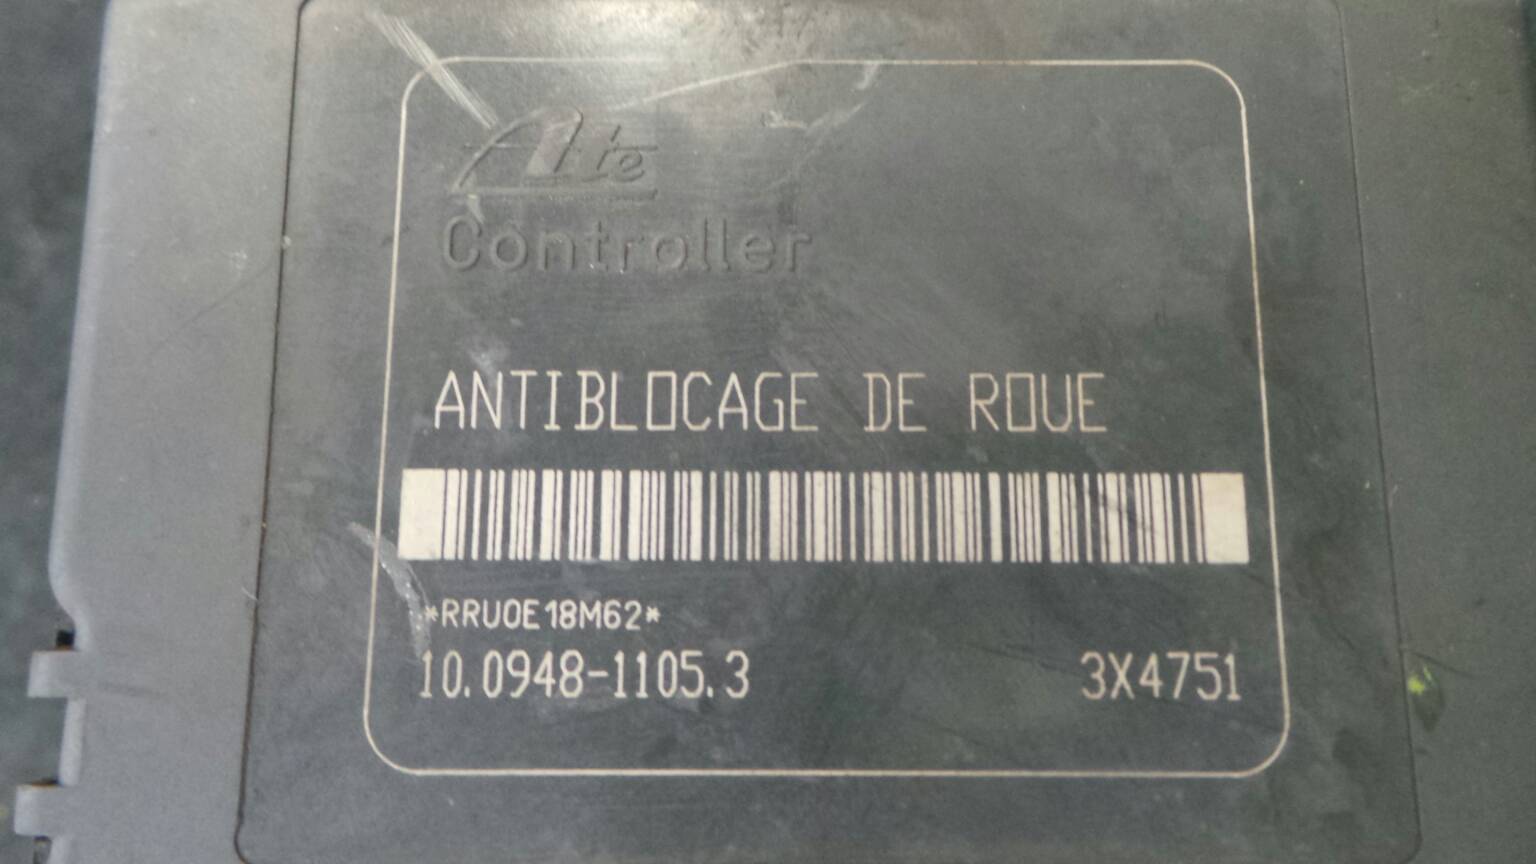 Ate
Controller
ANTIBLOCAGE DE ROUE
*RRUOE18M62*
10.0948-1105.3 3X4751